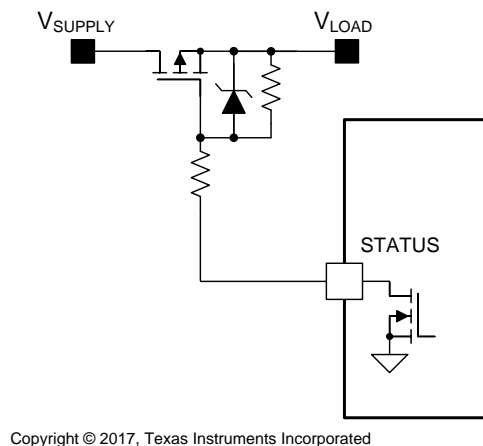 VSUPPLY
VLOAD
STATUS
Copyright © 2017, Texas Instruments Incorporated